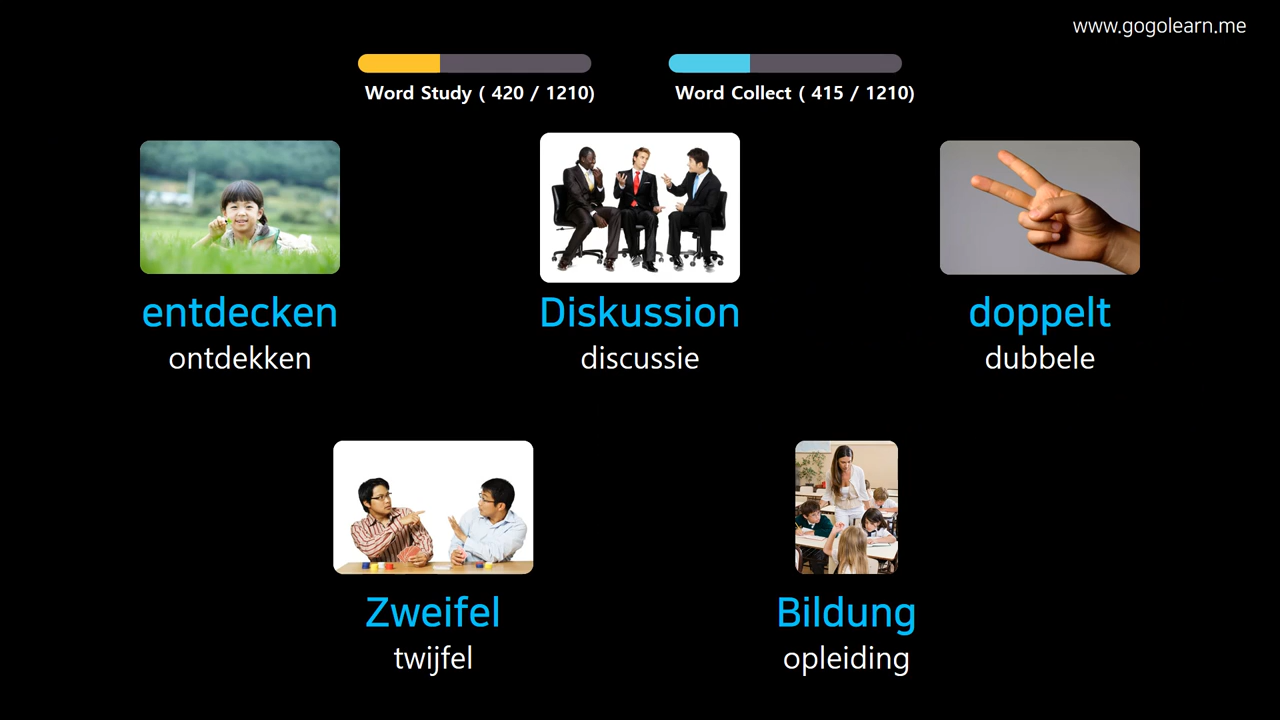 www.gogolearn.me
Word Study ( 420 / 1210)
Word Collect ( 415 / 1210)
entdecken
ontdekken
Diskussion
discussie
doppelt
dubbele
Zweifel
twijfel
Bildung
opleiding